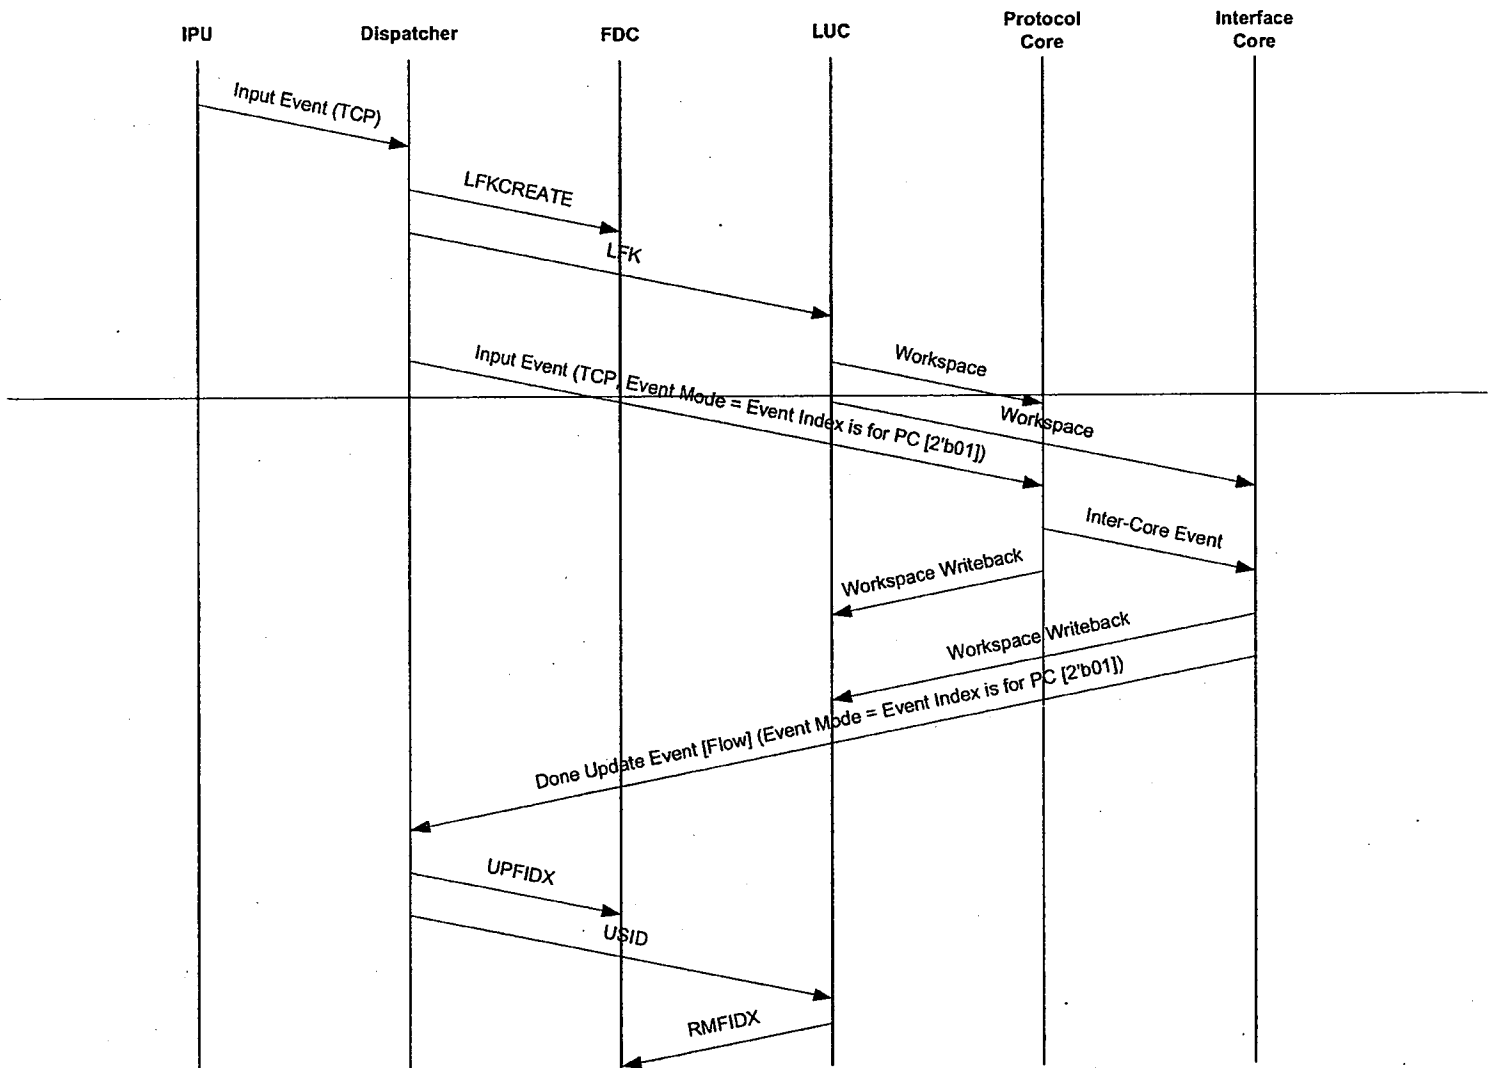 IPU
Dispatcher
FDC
LUC
Protocol
Core
Interface
Core
Input Event (TCP)
LFKCREATE
LFK
Input Event (TCP, Event Mode = Event Index is for PC [2'b01])
Workspace
Workspace
Inter-Core Event
Workspace Writeback
Workspace Writeback
Done Update Event [Flow] (Event Mode = Event Index is for PC [2'b01])
UPFIDX
USID
RMFIDX